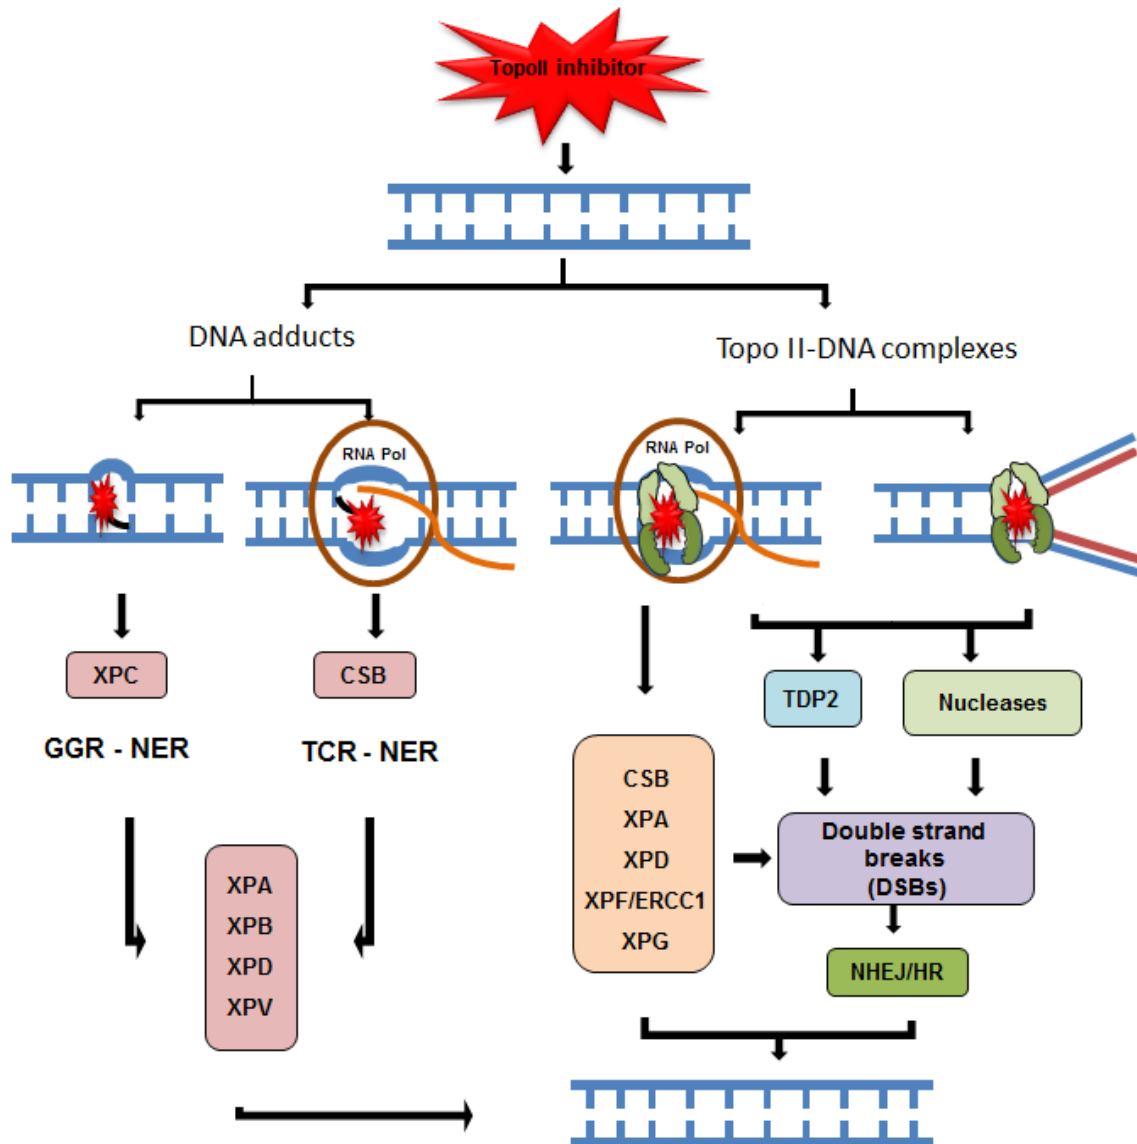 TopoII inhibitor
DNA adducts
Topo II-DNA complexes
RNA Pol
RNA Pol
XPC
CSB
GGR - NER
TCR - NER
TDP2
Nucleases
CSB
XPA
XPD
XPF/ERCC1
XPG
Double strand
breaks
(DSBs)
NHEJ/HR
XPA
XPB
XPD
XPV